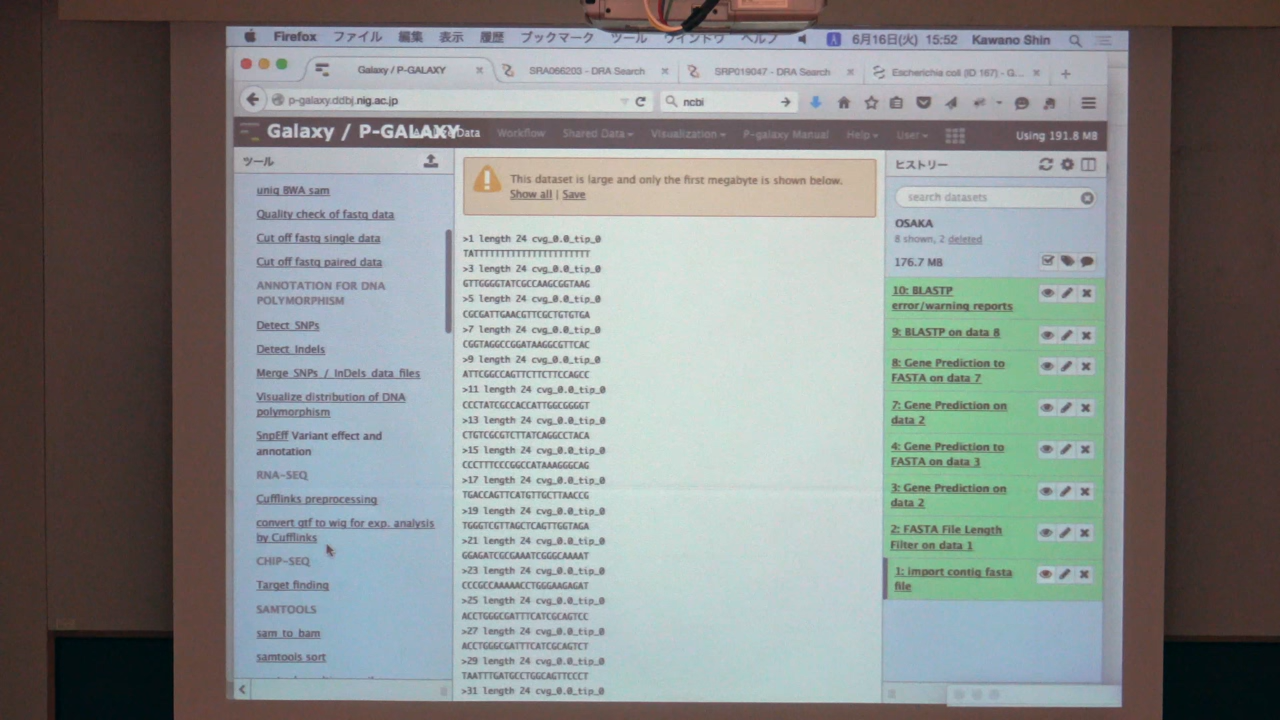 Firefox ファイル 編集 表示 履歴 ブックマーク ツール ウインドウ ヘルプ 6月16日(火) 15:52 Kawano Shin
Galaxy / P-GALAXY SRA066203 - DRA Search SRP019047 - DRA Search Escherichia coli (ID 167) - G...
p-galaxy.ddbj.nig.ac.jp ncbi
Galaxy / P-GALAXY Data Workflow Shared Data Visualization P-galaxy Manual Help User Using 191.8 MB
ツール
uniq BWA sam
Quality check of fastq data
Cut off fastq single data
Cut off fastq paired data
ANNOTATION FOR DNA
POLYMORPHISM
Detect SNPs
Detect Indels
Merge SNPs / InDels data files
Visualize distribution of DNA
polymorphism
SnpEff Variant effect and
annotation
RNA-SEQ
Cufflinks preprocessing
convert gtf to wig for exp. analysis
by Cufflinks
CHIP-SEQ
Target finding
SAMTOOLS
sam to bam
samtools sort
This dataset is large and only the first megabyte is shown below.
Show all | Save
>1 length 24 cvg_0.0_tip_0
TATTTTTTTTTTTTTTTTTTTTTT
>3 length 24 cvg_0.0_tip_0
GTTGGGGTATCGCCAAGCGGTAAG
>5 length 24 cvg_0.0_tip_0
CGCGATTGAACGTTCGCTGTGTGA
>7 length 24 cvg_0.0_tip_0
CGGTAGGCCGGATAAGGCGTTCAC
>9 length 24 cvg_0.0_tip_0
ATTCGGCCAGTTCTTCTTCCAGCC
>11 length 24 cvg_0.0_tip_0
CCCTATCGCCACCATTGGCGGGGT
>13 length 24 cvg_0.0_tip_0
CTGTCGCGTCTTATCAGGCCTACA
>15 length 24 cvg_0.0_tip_0
CCCTTTCCCGGCCATAAAGGGCAG
>17 length 24 cvg_0.0_tip_0
TGACCAGTTCATGTTGCTTAACCG
>19 length 24 cvg_0.0_tip_0
TGGGTCGTTAGCTCAGTTGGTAGA
>21 length 24 cvg_0.0_tip_0
GGAGATCGCGAAATCGGGCAAAAT
>23 length 24 cvg_0.0_tip_0
CCCGCCAAAAACCTGGGAAGAGAT
>25 length 24 cvg_0.0_tip_0
ACCTGGGCGATTTCATCGCAGTCC
>27 length 24 cvg_0.0_tip_0
ACCTGGGCGATTTCATCGCAGTCT
>29 length 24 cvg_0.0_tip_0
TAATTTGATGCCTGGCAGTTCCCT
>31 length 24 cvg_0.0_tip_0
ヒストリー
search datasets
OSAKA
8 shown, 2 deleted
176.7 MB
10: BLASTP
error/warning reports
9: BLASTP on data 8
8: Gene Prediction to
FASTA on data 7
7: Gene Prediction on
data 2
4: Gene Prediction to
FASTA on data 3
3: Gene Prediction on
data 2
2: FASTA File Length
Filter on data 1
1: import contig fasta
file